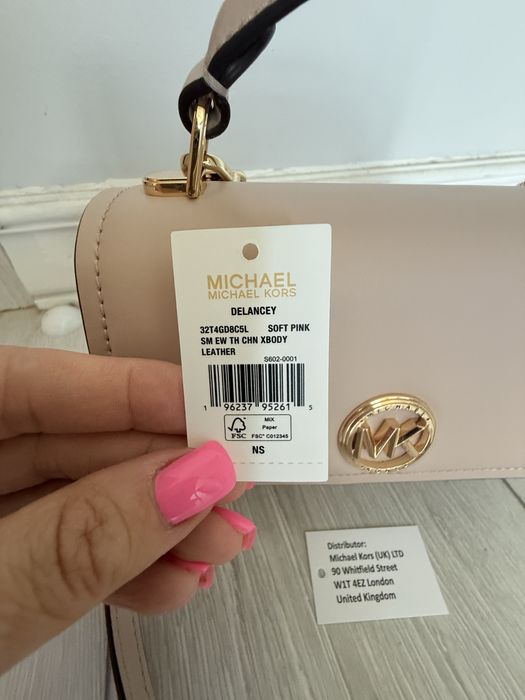 MICHAEL
MICHAEL KORS
DELANCEY
32T4GD8C5L SOFT PINK
SM EW TH CHN XBODY
LEATHER
S602-0001
1 96237 95261 5
FSC
MIX
Paper
FSC® C012345
NS
MK
Distributor:
Michael Kors (UK) LTD
90 Whitfield Street
W1T 4EZ London
United Kingdom